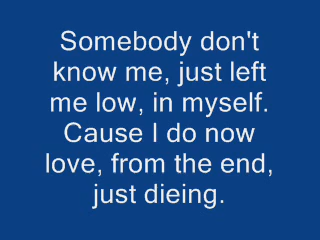 Somebody don't
know me, just left
me low, in myself.
Cause I do now
love, from the end,
just dieing.